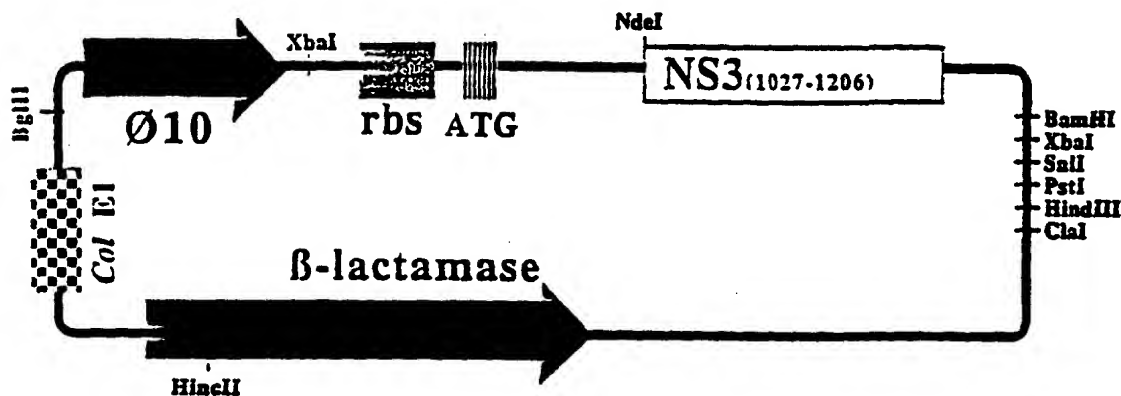 NdeI
XbaI
NS3(1027-1206)
BglII
Ø10
rbs
ATG
BamHI
XbaI
SalI
PstI
HindIII
ClaI
Col E1
ß-lactamase
HincII